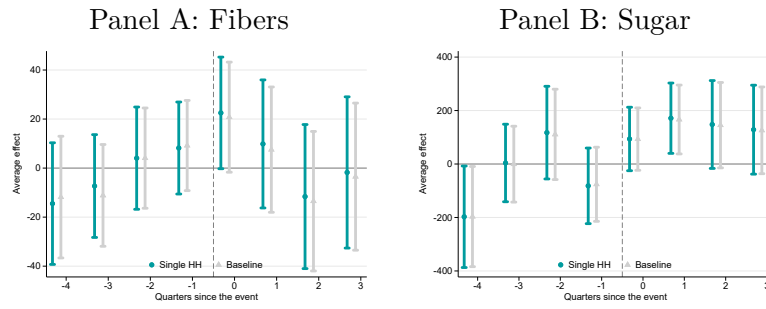 Panel A: Fibers
Average effect
40
20
0
-20
-40
-4 -3 -2 -1 0 1 2 3
Quarters since the event
Single HH Baseline
Panel B: Sugar
Average effect
400
200
0
-200
-400
-4 -3 -2 -1 0 1 2 3
Quarters since the event
Single HH Baseline